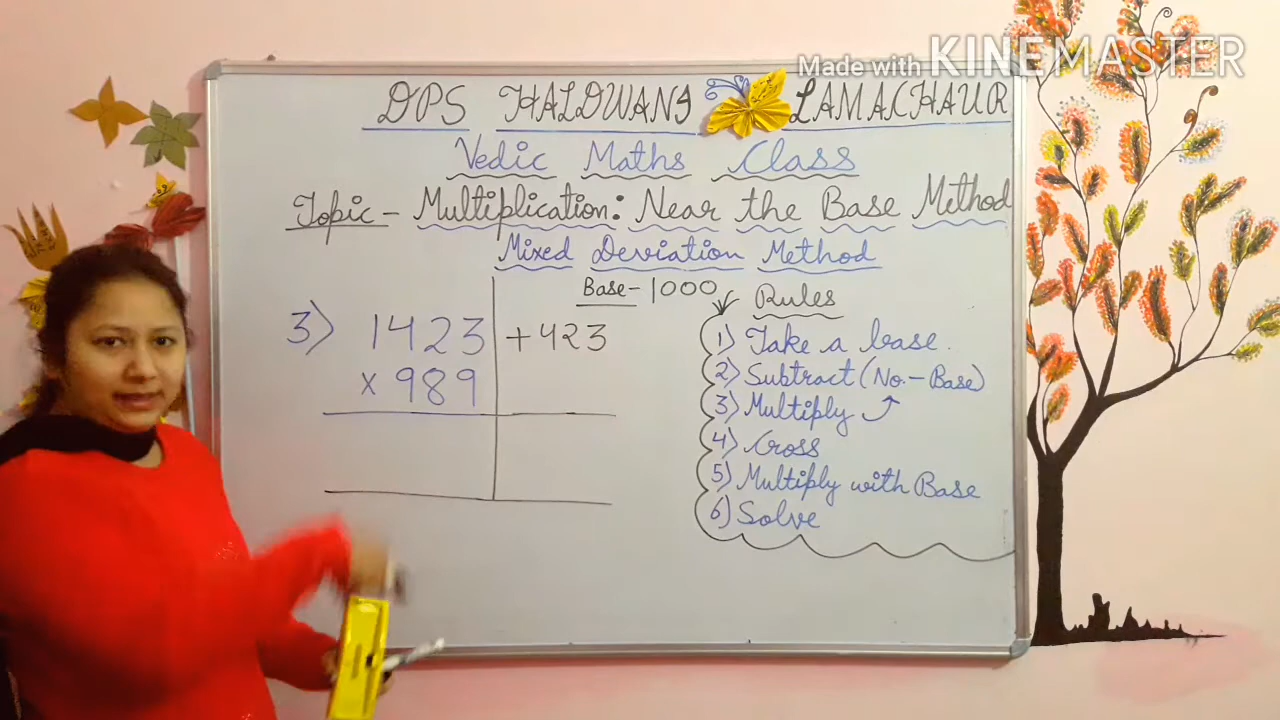 Made with KINEMASTER
DPS HALDWANI LAMACHAUR
Vedic Maths Class
Topic - Multiplication: Near the Base Method
Mixed Deviation Method
Base - 1000
3) 1423 +423
x 989
Rules
1) Take a base.
2) Subtract (No. - Base)
3) Multiply
4) Cross
5) Multiply with Base
6) Solve